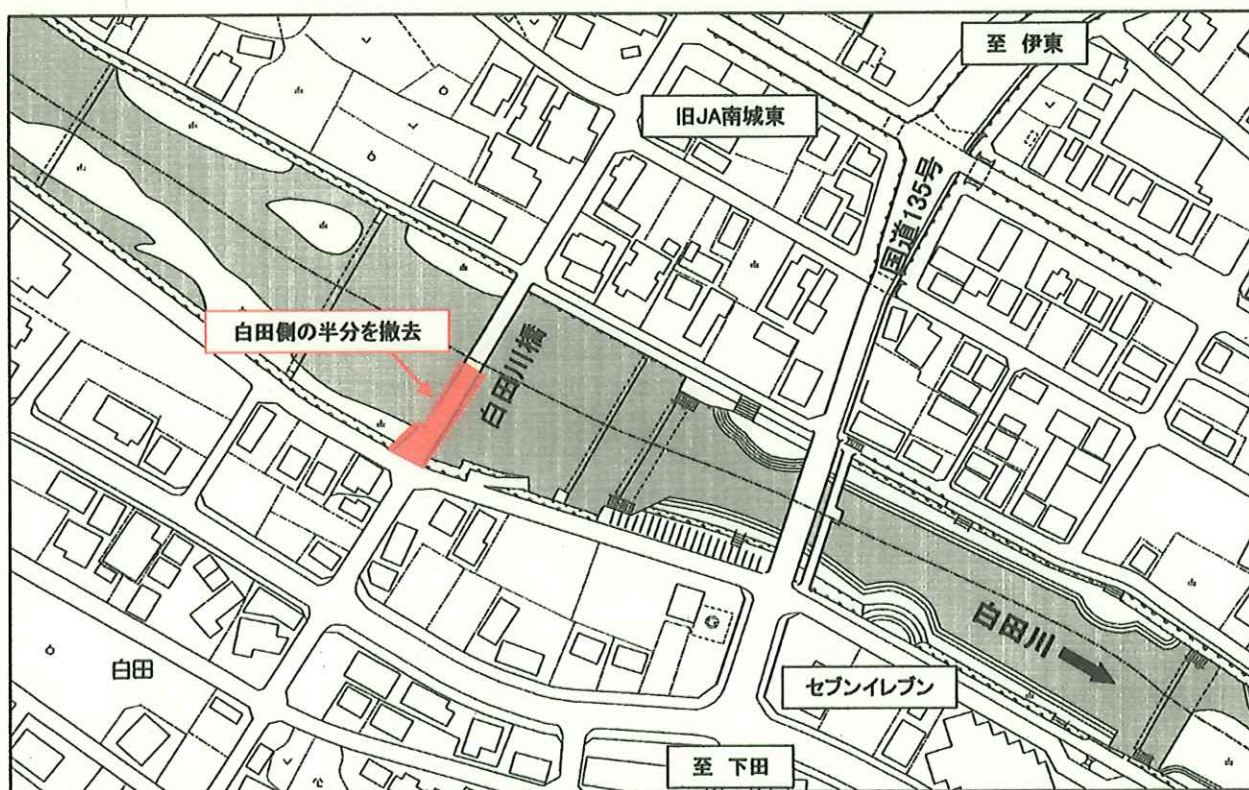 至 伊東
旧JA南城東
国道135号
白田側の半分を撤去
白田川橋
白田川
白田
セブンイレブン
至 下田